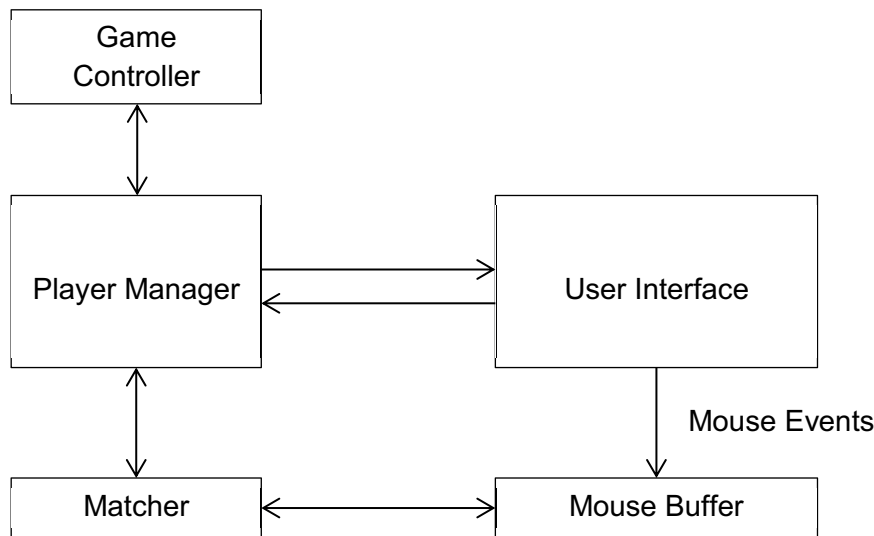 Game
Controller
Player Manager
User Interface
Mouse Events
Matcher
Mouse Buffer